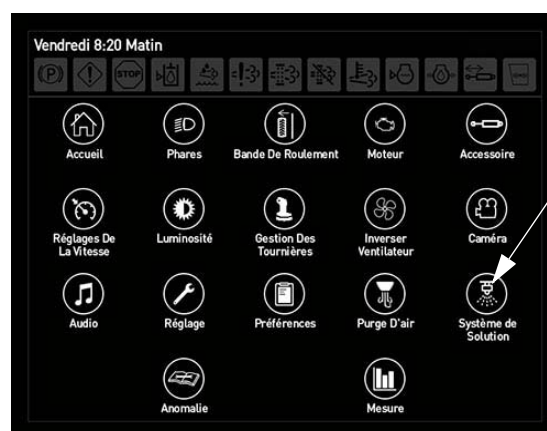 Vendredi 8:20 Matin
(P) STOP
Accueil Phares Bande De Roulement Moteur Accessoire
Réglages De La Vitesse Luminosité Gestion Des Tournières Inverser Ventilateur Caméra
Audio Réglage Préférences Purge D'air Système de Solution
Anomalie Mesure